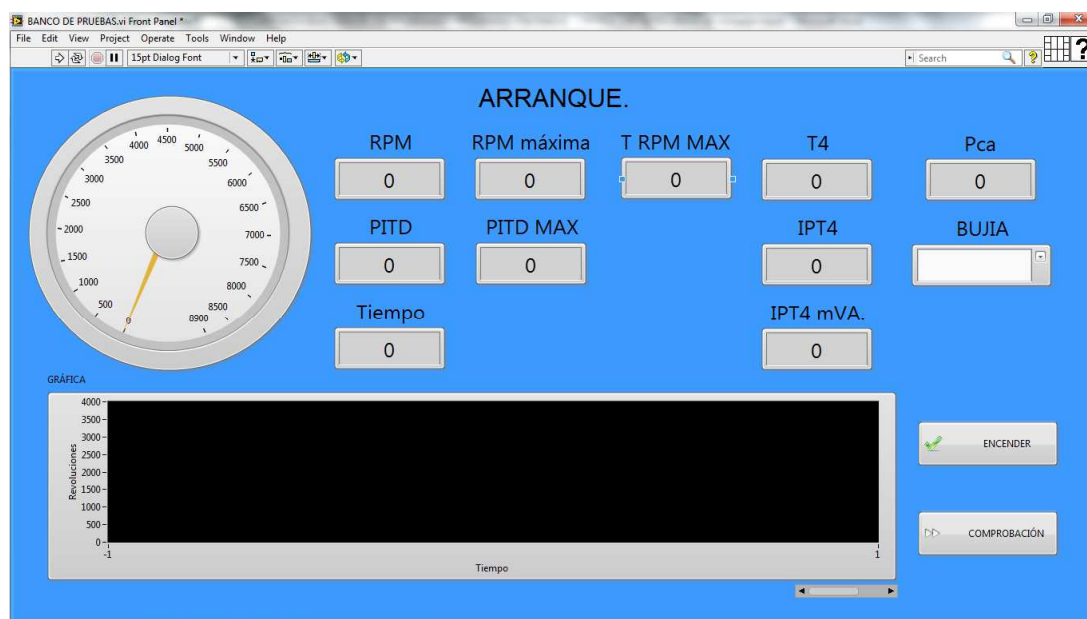 BANCO DE PRUEBAS.vi Front Panel *
File Edit View Project Operate Tools Window Help
15pt Dialog Font
Search
?
?
ARRANQUE.
0
500
1000
1500
2000
2500
3000
3500
4000
4500
5000
5500
6000
6500
7000
7500
8000
8500
8900
RPM RPM máxima T RPM MAX T4 Pca
0 0 0 0 0
PITD PITD MAX IPT4 BUJIA
0 0 0
Tiempo IPT4 mVA.
0 0
GRÁFICA
Revoluciones
4000
3500
3000
2500
2000
1500
1000
500
0
-1 1
Tiempo
ENCENDER
COMPROBACIÓN